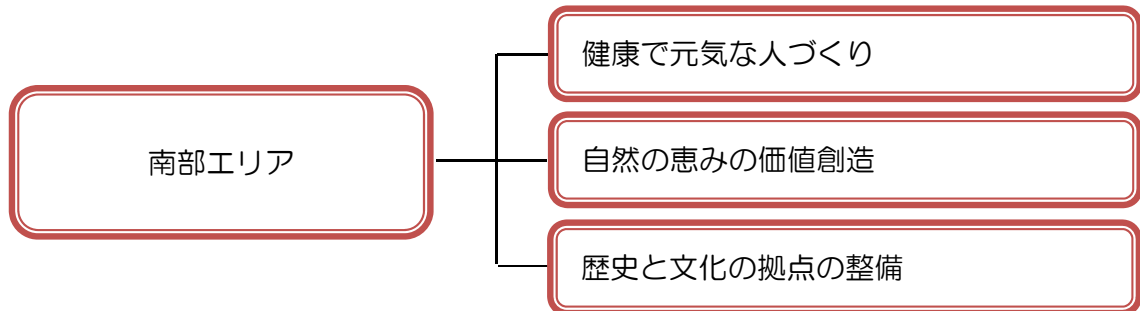 南部エリア
健康で元気な人づくり
自然の恵みの価値創造
歴史と文化の拠点の整備